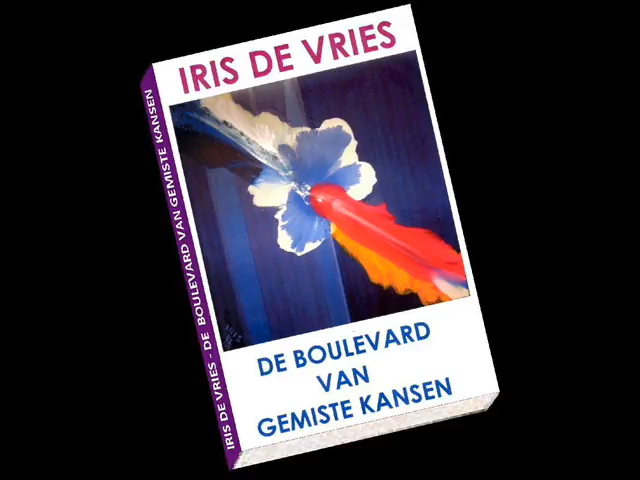 IRIS DE VRIES
DE BOULEVARD
VAN
GEMISTE KANSEN
IRIS DE VRIES - DE BOULEVARD VAN GEMISTE KANSEN